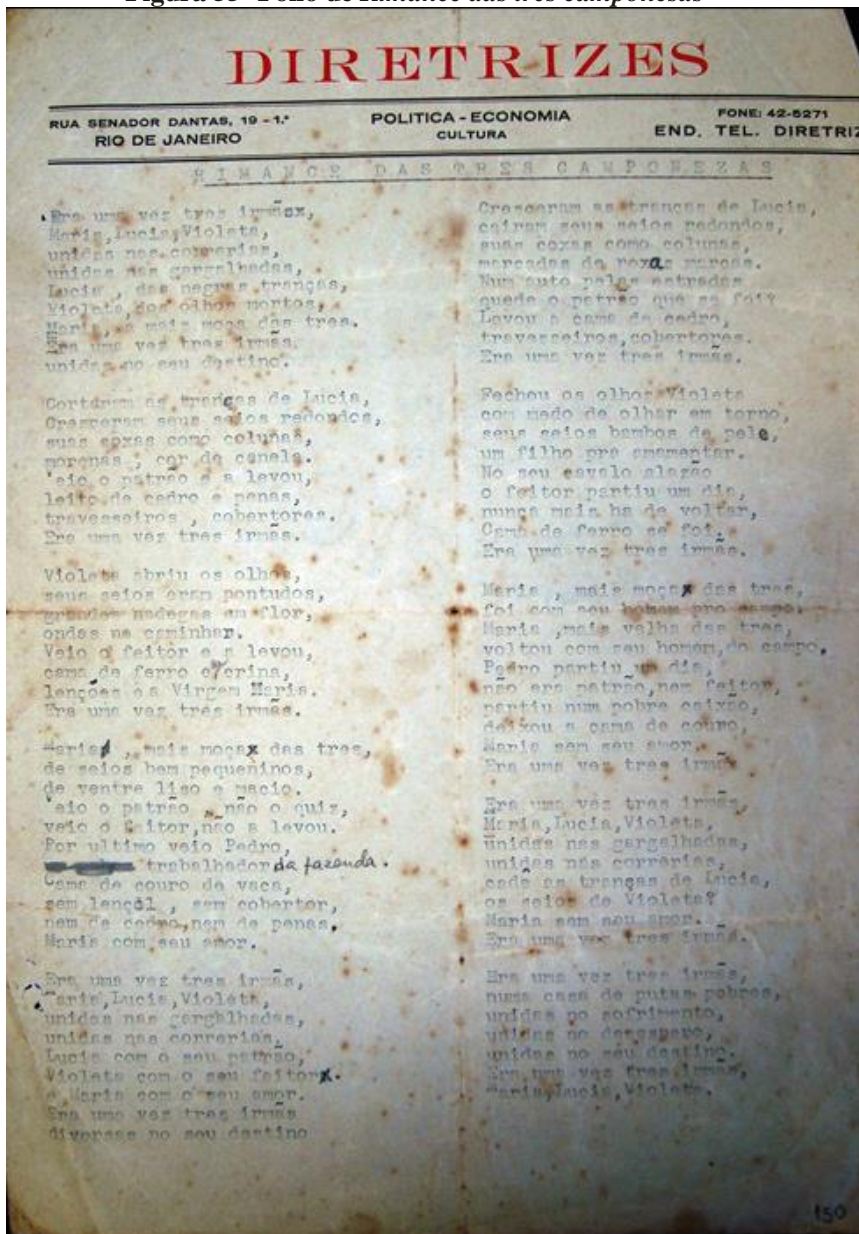 Figura 33- Fólio de Rimance das três camponesas
DIRETRIZES
RUA SENADOR DANTAS, 19 - 1.°
RIO DE JANEIRO
POLITICA - ECONOMIA
CULTURA
FONE: 42-5271
END. TEL. DIRETRIZ
RIMANCE DAS TRES CAMPONEZAS
Era uma vez tres irmãsx,
Maria,Lucia,Violeta,
unidas nas correrias,
unidas nas gargalhadas,
Lucia , das negras tranças,
Violeta,dos olhos mortos,
Maria, a mais moça das tres.
Era uma vez tres irmãs.
unidas no seu destino.
Cortaram as tranças de Lucia,
Cresceram seus seios redondos,
suas coxas como colunas,
morenas , cor de canela.
'eio o patrão e a levou,
leito de cedro e penas,
travesseiros , cobertores.
Era uma vez tres irmãs.
Violeta abriu os olhos,
seus seios eram pontudos,
grandes nadegas em flor,
ondas no caminhar.
Veio o feitor e a levou,
cama de ferro e crina,
lenções e a Virgem Maria.
Era uma vez tres irmãs.
Maria , mais moçax das tres,
de seios bem pequeninos,
de ventre liso e macio.
'eio o patrão , não o quiz,
veio o feitor,não a levou.
Por ultimo veio Pedro,
trabalhador da fazenda.
Cama de couro de vaca,
sem lençól , sem cobertor,
nem de cedro,nem de penas.
Maria com seu amor.
Era uma vez tres irmãs,
Maria,Lucia,Violeta,
unidas nas gargalhadas,
unidas nas correrias.
Lucia com o seu patrão,
Violeta com o seu feitorx.
e Maria com o seu amor.
Era uma vez tres irmãs
diversas no seu destino
Cresceram as tranças de Lucia,
cairam seus seios redondos,
suas coxas como colunas,
marcadas de roxas marcas.
Num auto pelas estradas
quede o patrão que se foi?
Levou a cama de cedro,
travesseiros,cobertores.
Era uma vez tres irmãs.
Fechou os olhos Violeta
com medo de olhar em torno,
seus seios bambos de pele,
um filho pra amamentar.
No seu cavalo alazão
o feitor partiu um dia,
nunca mais ha de voltar,
Cama de ferro se foi.
Era uma vez tres irmãs.
Maria , mais moçax das tres,
foi com seu homem pro campo.
Maria ,mais velha das tres,
voltou com seu homem,do campo,
Pedro partiu um dia,
não era patrão,nem feitor,
partiu num pobre caixão,
deixou a cama de couro,
Maria sem seu amor.
Era uma vez tres irmãs
Era uma vez tres irmãs,
Maria,Lucia,Violeta,
unidas nas gargalhadas,
unidas nas correrias,
cade as tranças de Lucia,
os seios de Violeta?
Maria sem seu amor.
Era uma vez tres irmãs.
Era uma vez tres irmãs,
numa casa de putas pobres,
unidas no sofrimento,
unidas no desespero,
unidas no seu destino.
Era uma vez tres irmãs,
Maria,Lucia,Violeta.
150